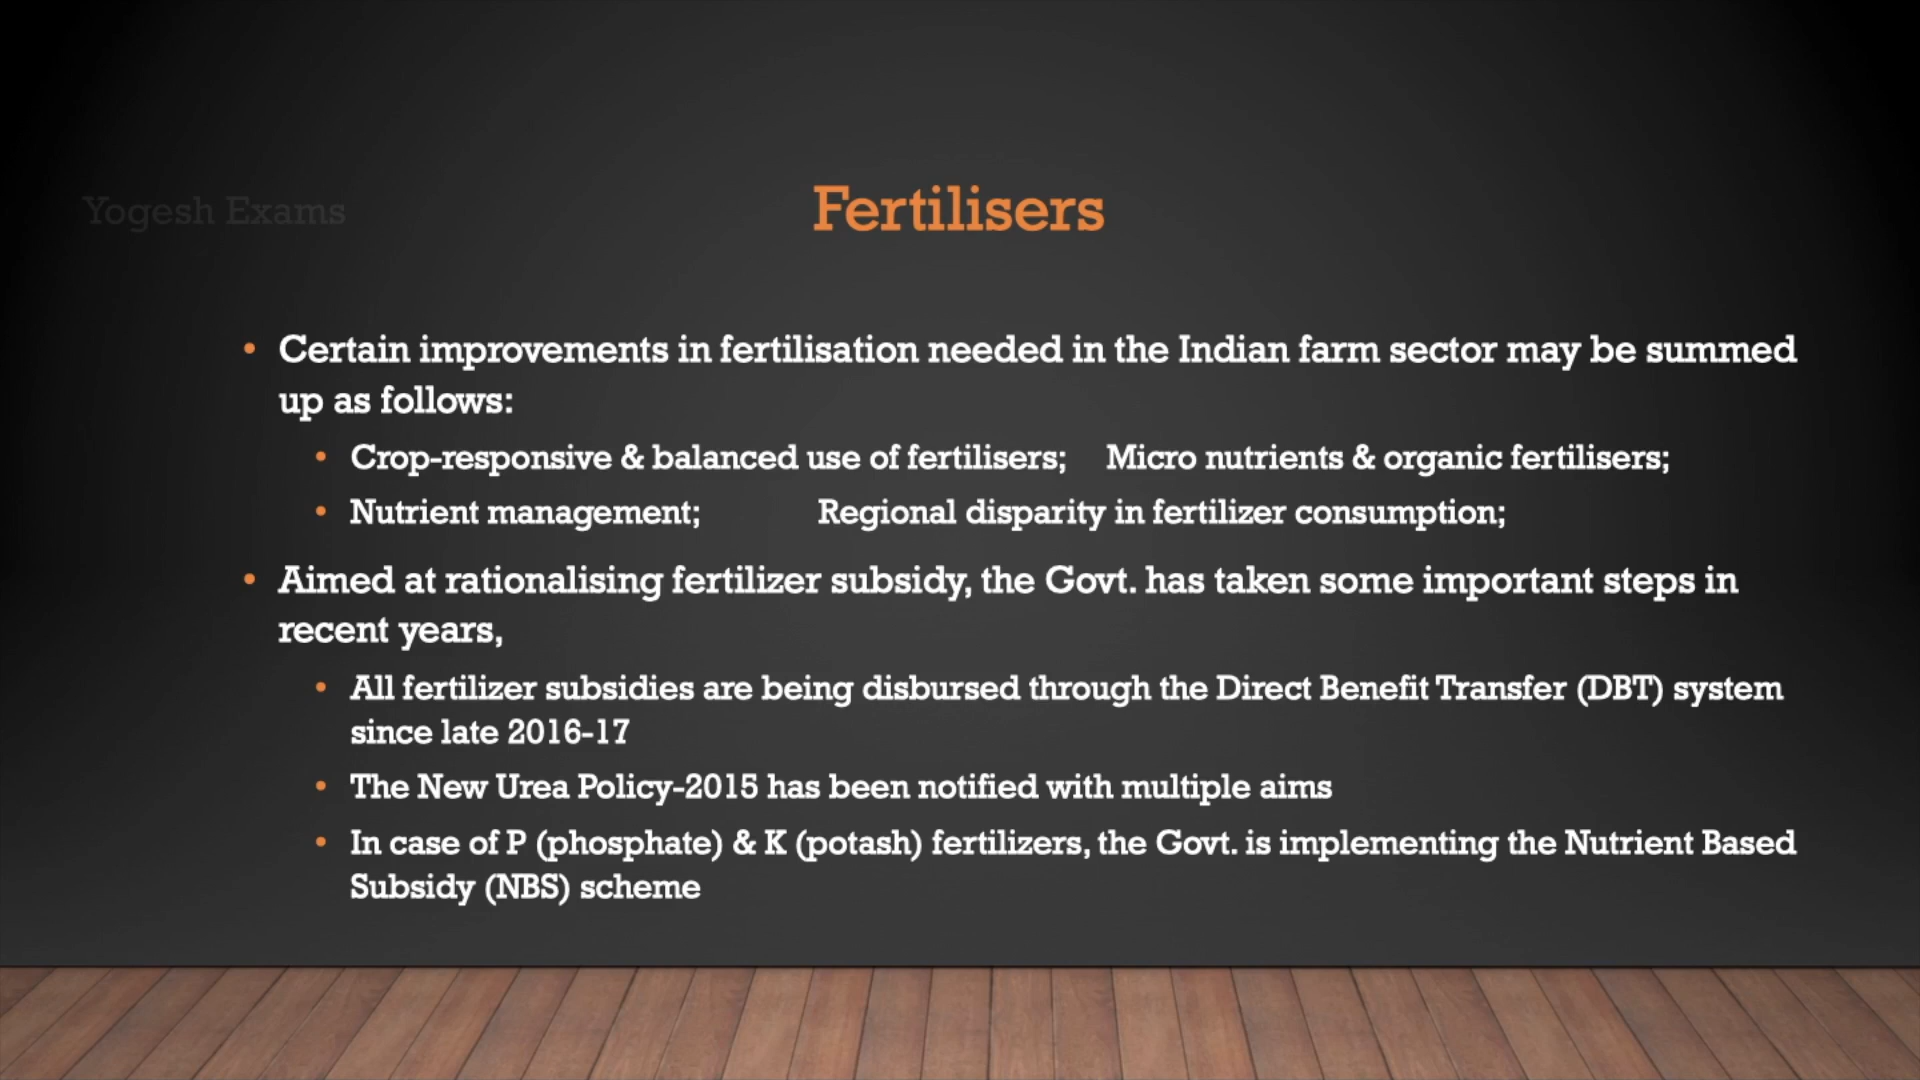 Yogesh Exams
Fertilisers
• Certain improvements in fertilisation needed in the Indian farm sector may be summed
up as follows:
• Crop-responsive & balanced use of fertilisers; Micro nutrients & organic fertilisers;
• Nutrient management; Regional disparity in fertilizer consumption;
• Aimed at rationalising fertilizer subsidy, the Govt. has taken some important steps in
recent years,
• All fertilizer subsidies are being disbursed through the Direct Benefit Transfer (DBT) system
since late 2016-17
• The New Urea Policy-2015 has been notified with multiple aims
• In case of P (phosphate) & K (potash) fertilizers, the Govt. is implementing the Nutrient Based
Subsidy (NBS) scheme